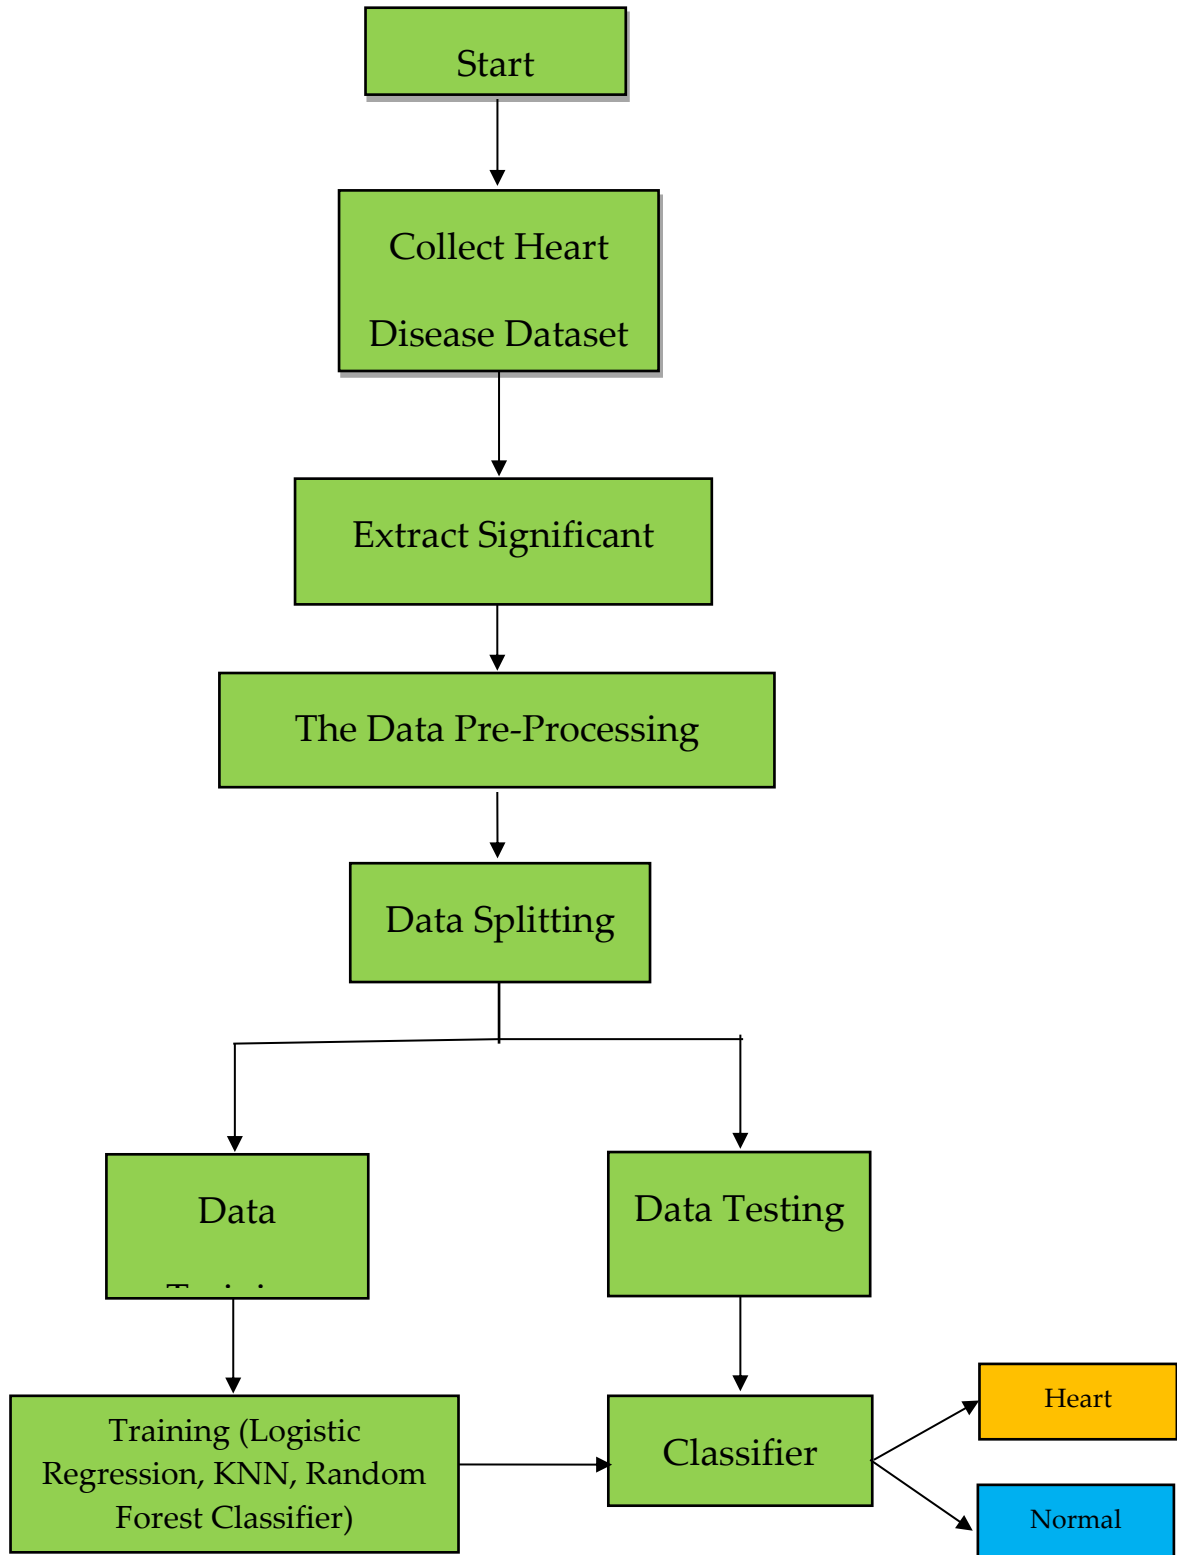 Start
Collect Heart
Disease Dataset
Extract Significant
The Data Pre-Processing
Data Splitting
Data
Data Testing
Training (Logistic
Regression, KNN, Random
Forest Classifier)
Classifier
Heart
Normal